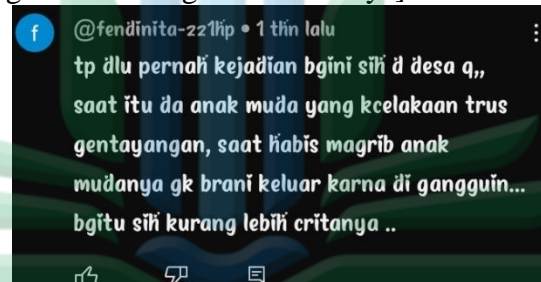 f @fendinita-zz1hp • 1 thn lalu
tp dlu pernah kejadian bgini sih d desa q,,
saat itu da anak muda yang kcelakaan trus
gentayangan, saat habis magrib anak
mudanya gk brani keluar karna di gangguin...
bgitu sih kurang lebih critanya ..